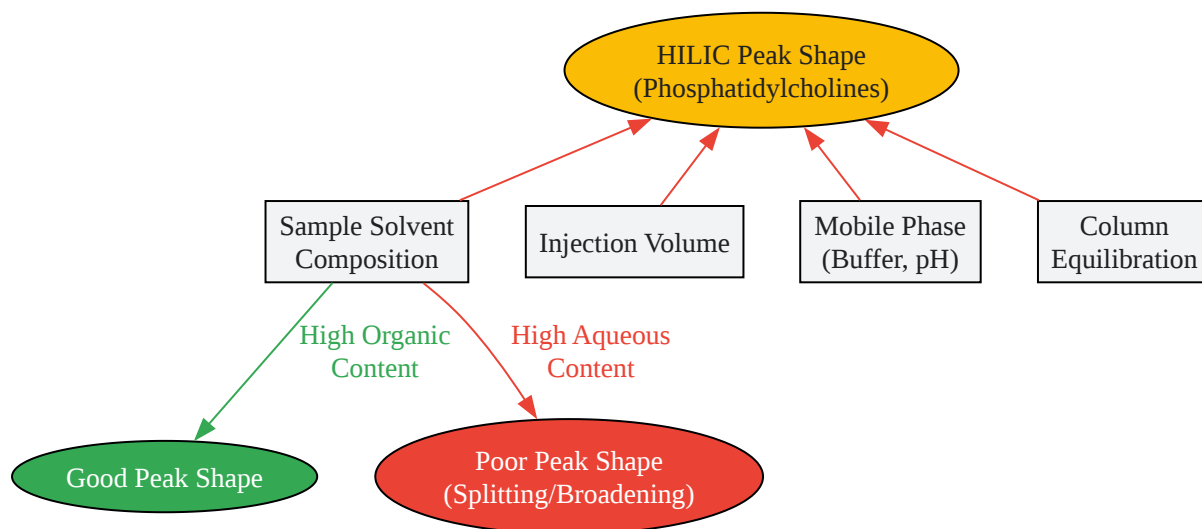 HILIC Peak Shape
(Phosphatidylcholines)
Sample Solvent
Composition
Injection Volume
Mobile Phase
(Buffer, pH)
Column
Equilibration
High Organic
Content
High Aqueous
Content
Good Peak Shape
Poor Peak Shape
(Splitting/Broadening)